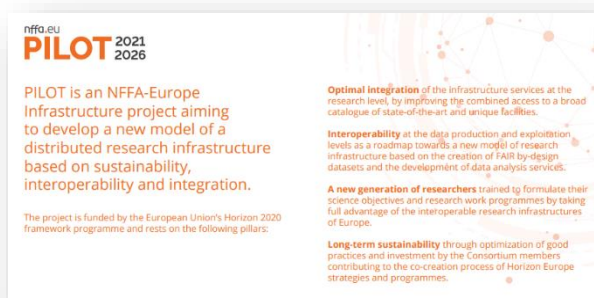 nffa.eu
PILOT 2021
2026
PILOT is an NFFA-Europe
Infrastructure project aiming
to develop a new model of a
distributed research infrastructure
based on sustainability,
interoperability and integration.
The project is funded by the European Union's Horizon 2020
framework programme and rests on the following pillars:
Optimal integration of the infrastructure services at the
research level, by improving the combined access to a broad
catalogue of state-of-the-art and unique facilities.
Interoperability at the data production and exploitation
levels as a roadmap towards a new model of research
infrastructure based on the creation of FAIR by-design
datasets and the development of data analysis services.
A new generation of researchers trained to formulate their
science objectives and research work programmes by taking
full advantage of the interoperable research infrastructures
of Europe.
Long-term sustainability through optimization of good
practices and investment by the Consortium members
contributing to the co-creation process of Horizon Europe
strategies and programmes.